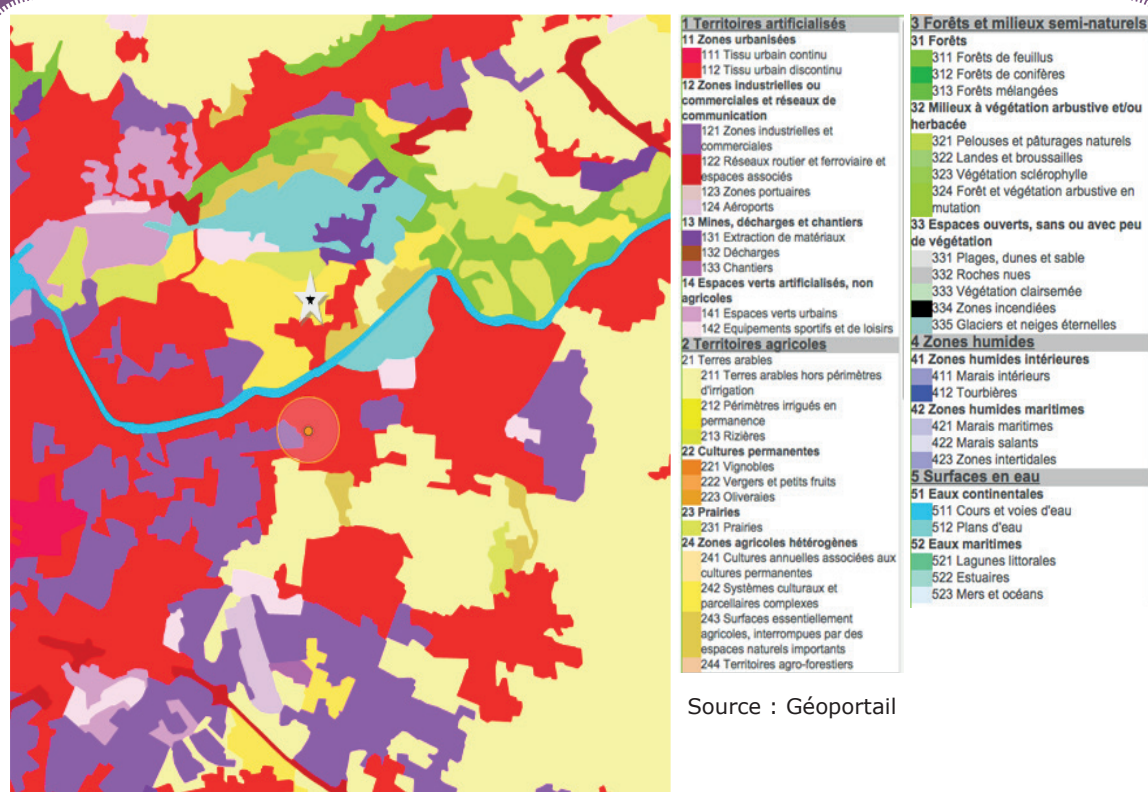 1 Territoires artificialisés
11 Zones urbanisées
111 Tissu urbain continu
112 Tissu urbain discontinu
12 Zones industrielles ou
commerciales et réseaux de
communication
121 Zones industrielles et
commerciales
122 Réseaux routier et ferroviaire et
espaces associés
123 Zones portuaires
124 Aéroports
13 Mines, décharges et chantiers
131 Extraction de matériaux
132 Décharges
133 Chantiers
14 Espaces verts artificialisés, non
agricoles
141 Espaces verts urbains
142 Equipements sportifs et de loisirs
2 Territoires agricoles
21 Terres arables
211 Terres arables hors périmètres
d'irrigation
212 Périmètres irrigués en
permanence
213 Rizières
22 Cultures permanentes
221 Vignobles
222 Vergers et petits fruits
223 Oliveraies
23 Prairies
231 Prairies
24 Zones agricoles hétérogènes
241 Cultures annuelles associées aux
cultures permanentes
242 Systèmes culturaux et
parcellaires complexes
243 Surfaces essentiellement
agricoles, interrompues par des
espaces naturels importants
244 Territoires agro-forestiers
3 Forêts et milieux semi-naturels
31 Forêts
311 Forêts de feuillus
312 Forêts de conifères
313 Forêts mélangées
32 Milieux à végétation arbustive et/ou
herbacée
321 Pelouses et pâturages naturels
322 Landes et broussailles
323 Végétation sclérophylle
324 Forêt et végétation arbustive en
mutation
33 Espaces ouverts, sans ou avec peu
de végétation
331 Plages, dunes et sable
332 Roches nues
333 Végétation clairsemée
334 Zones incendiées
335 Glaciers et neiges éternelles
4 Zones humides
41 Zones humides intérieures
411 Marais intérieurs
412 Tourbières
42 Zones humides maritimes
421 Marais maritimes
422 Marais salants
423 Zones intertidales
5 Surfaces en eau
51 Eaux continentales
511 Cours et voies d'eau
512 Plans d'eau
52 Eaux maritimes
521 Lagunes littorales
522 Estuaires
523 Mers et océans
Source : Géoportail